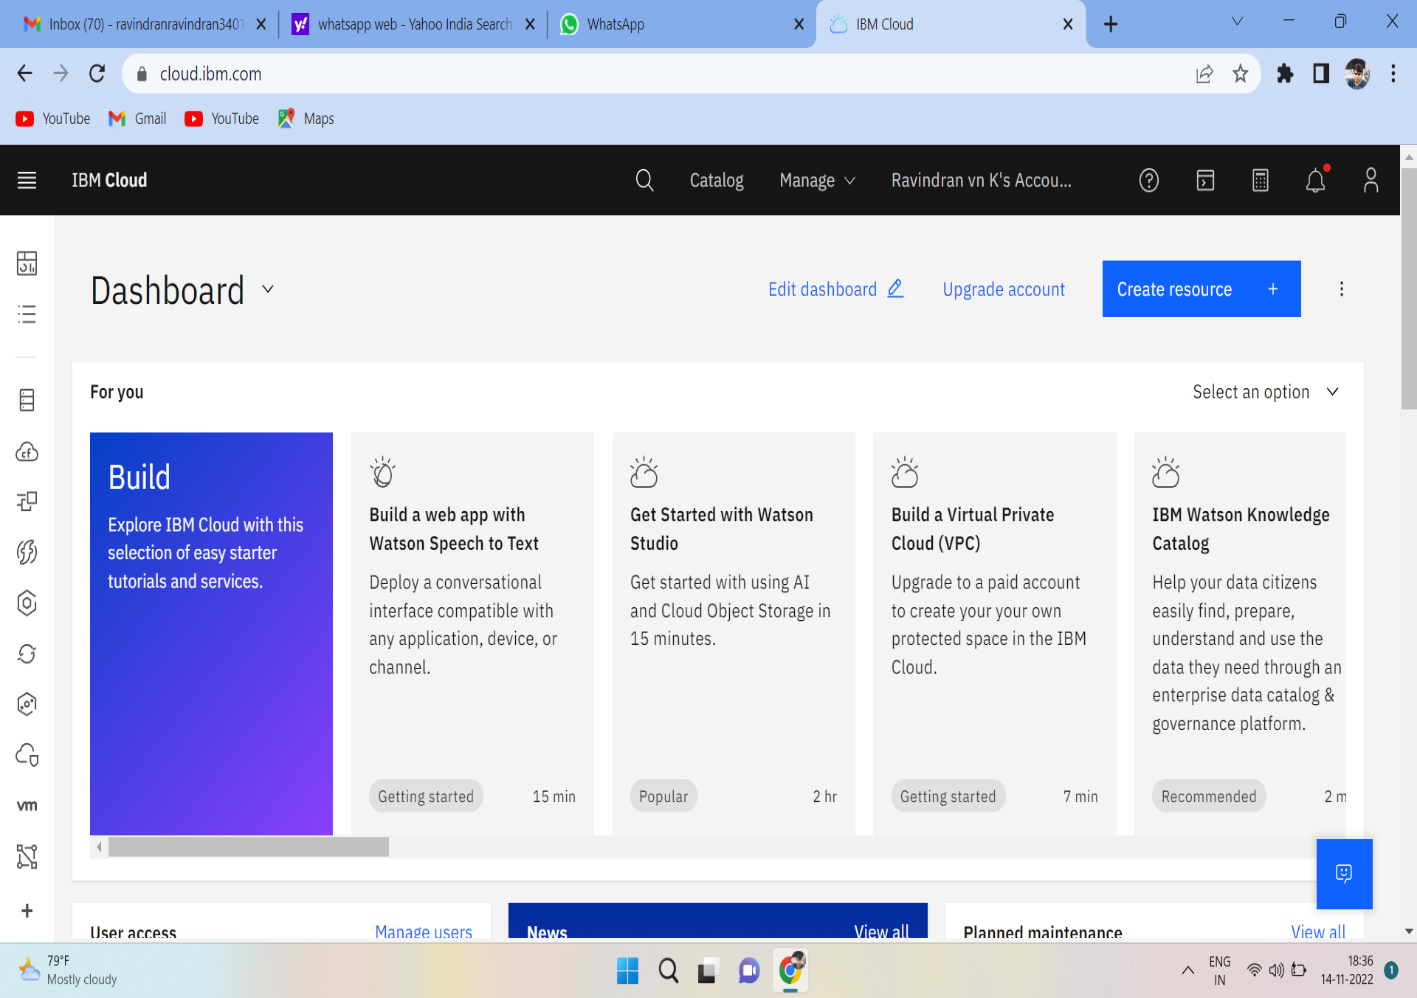 Inbox (70) - ravindranravindran3401
whatsapp web - Yahoo India Search
WhatsApp
IBM Cloud
cloud.ibm.com
YouTube
Gmail
YouTube
Maps
IBM Cloud
Catalog
Manage
Ravindran vn K's Accou...
Dashboard
Edit dashboard
Upgrade account
Create resource +
For you
Select an option
Build
Explore IBM Cloud with this
selection of easy starter
tutorials and services.
Build a web app with
Watson Speech to Text
Deploy a conversational
interface compatible with
any application, device, or
channel.
Getting started
15 min
Get Started with Watson
Studio
Get started with using AI
and Cloud Object Storage in
15 minutes.
Popular
2 hr
Build a Virtual Private
Cloud (VPC)
Upgrade to a paid account
to create your your own
protected space in the IBM
Cloud.
Getting started
7 min
IBM Watson Knowledge
Catalog
Help your data citizens
easily find, prepare,
understand and use the
data they need through an
enterprise data catalog &
governance platform.
Recommended
2 m
cf
vm
User access
Manage users
News
View all
Planned maintenance
View all
79°F
Mostly cloudy
ENG
IN
18:36
14-11-2022
1